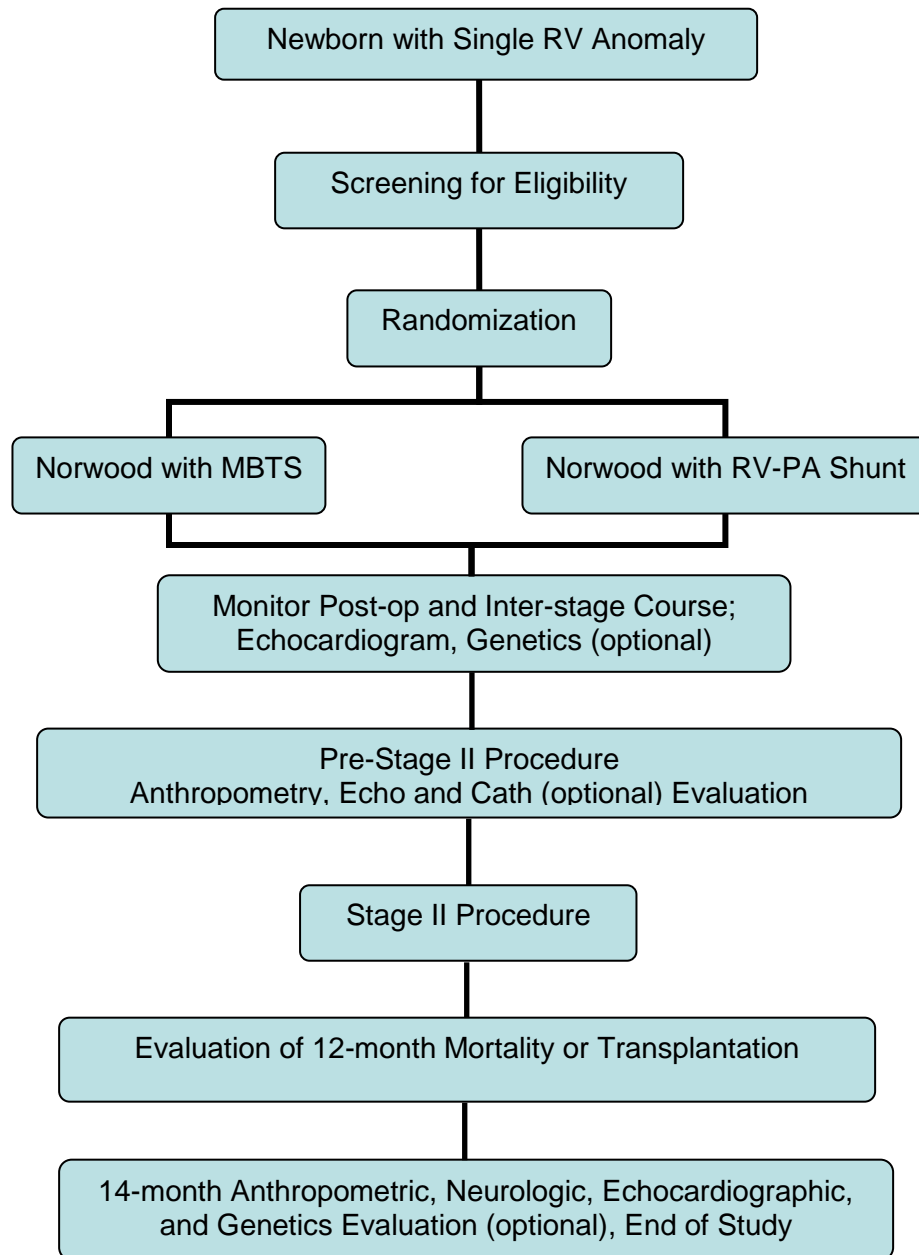 Newborn with Single RV Anomaly
Screening for Eligibility
Randomization
Norwood with MBTS
Norwood with RV-PA Shunt
Monitor Post-op and Inter-stage Course;
Echocardiogram, Genetics (optional)
Pre-Stage II Procedure
Anthropometry, Echo and Cath (optional) Evaluation
Stage II Procedure
Evaluation of 12-month Mortality or Transplantation
14-month Anthropometric, Neurologic, Echocardiographic,
and Genetics Evaluation (optional), End of Study